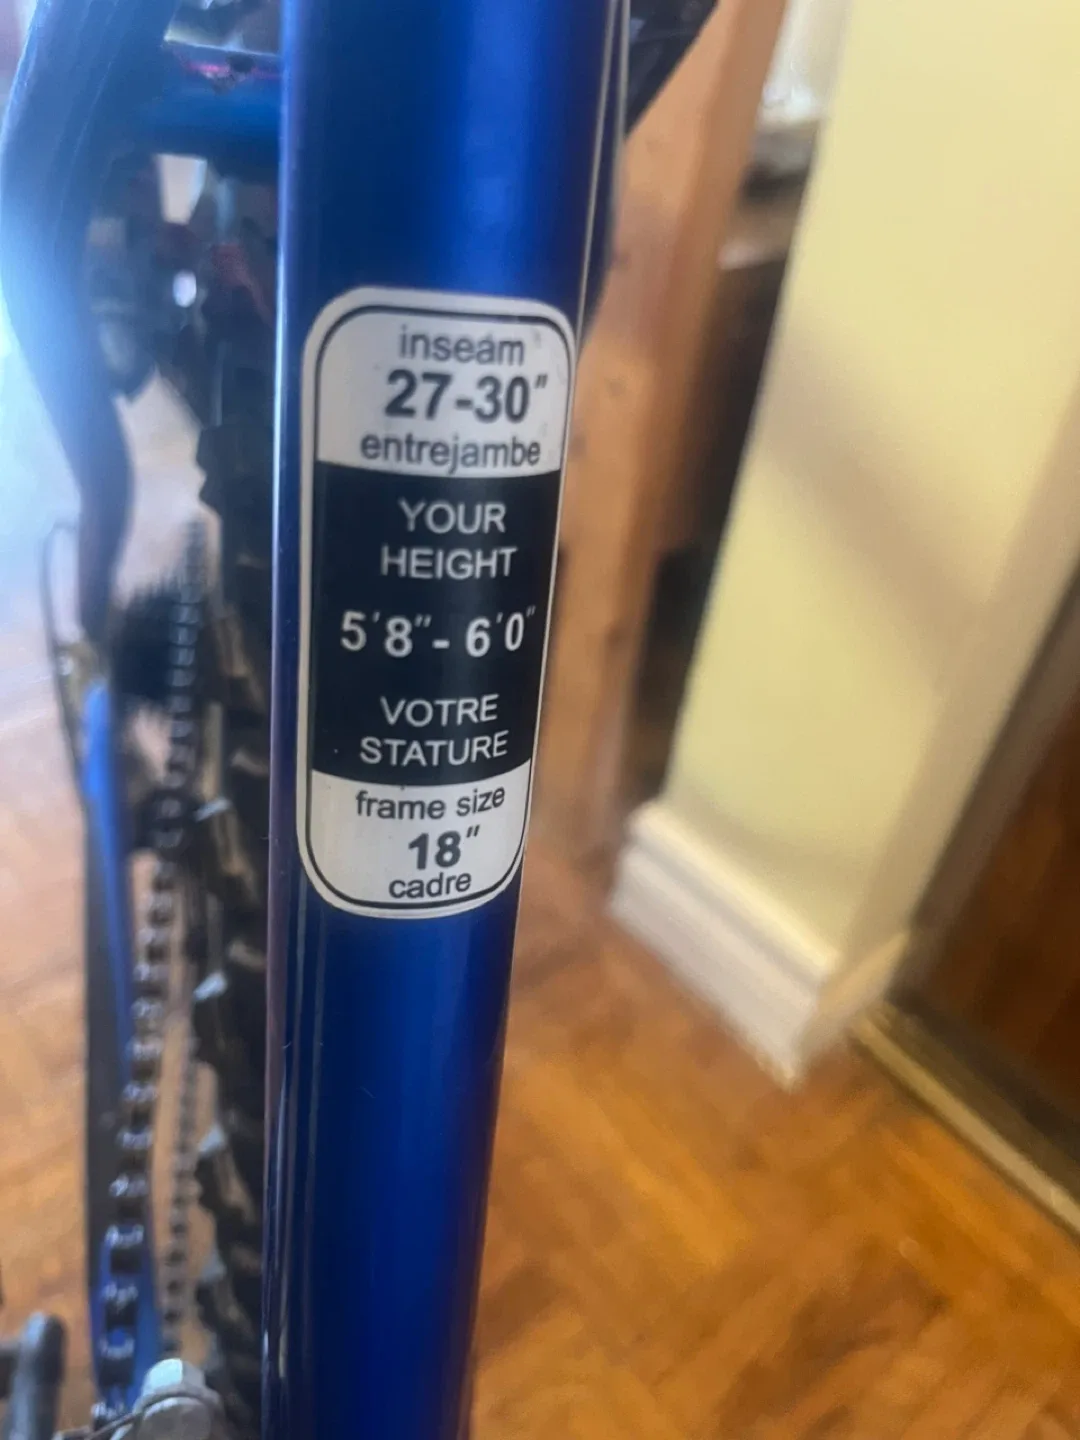 inseam
27-30"
entrejambe
YOUR
HEIGHT
5'8"- 6'0"
VOTRE
STATURE
frame size
18"
cadre